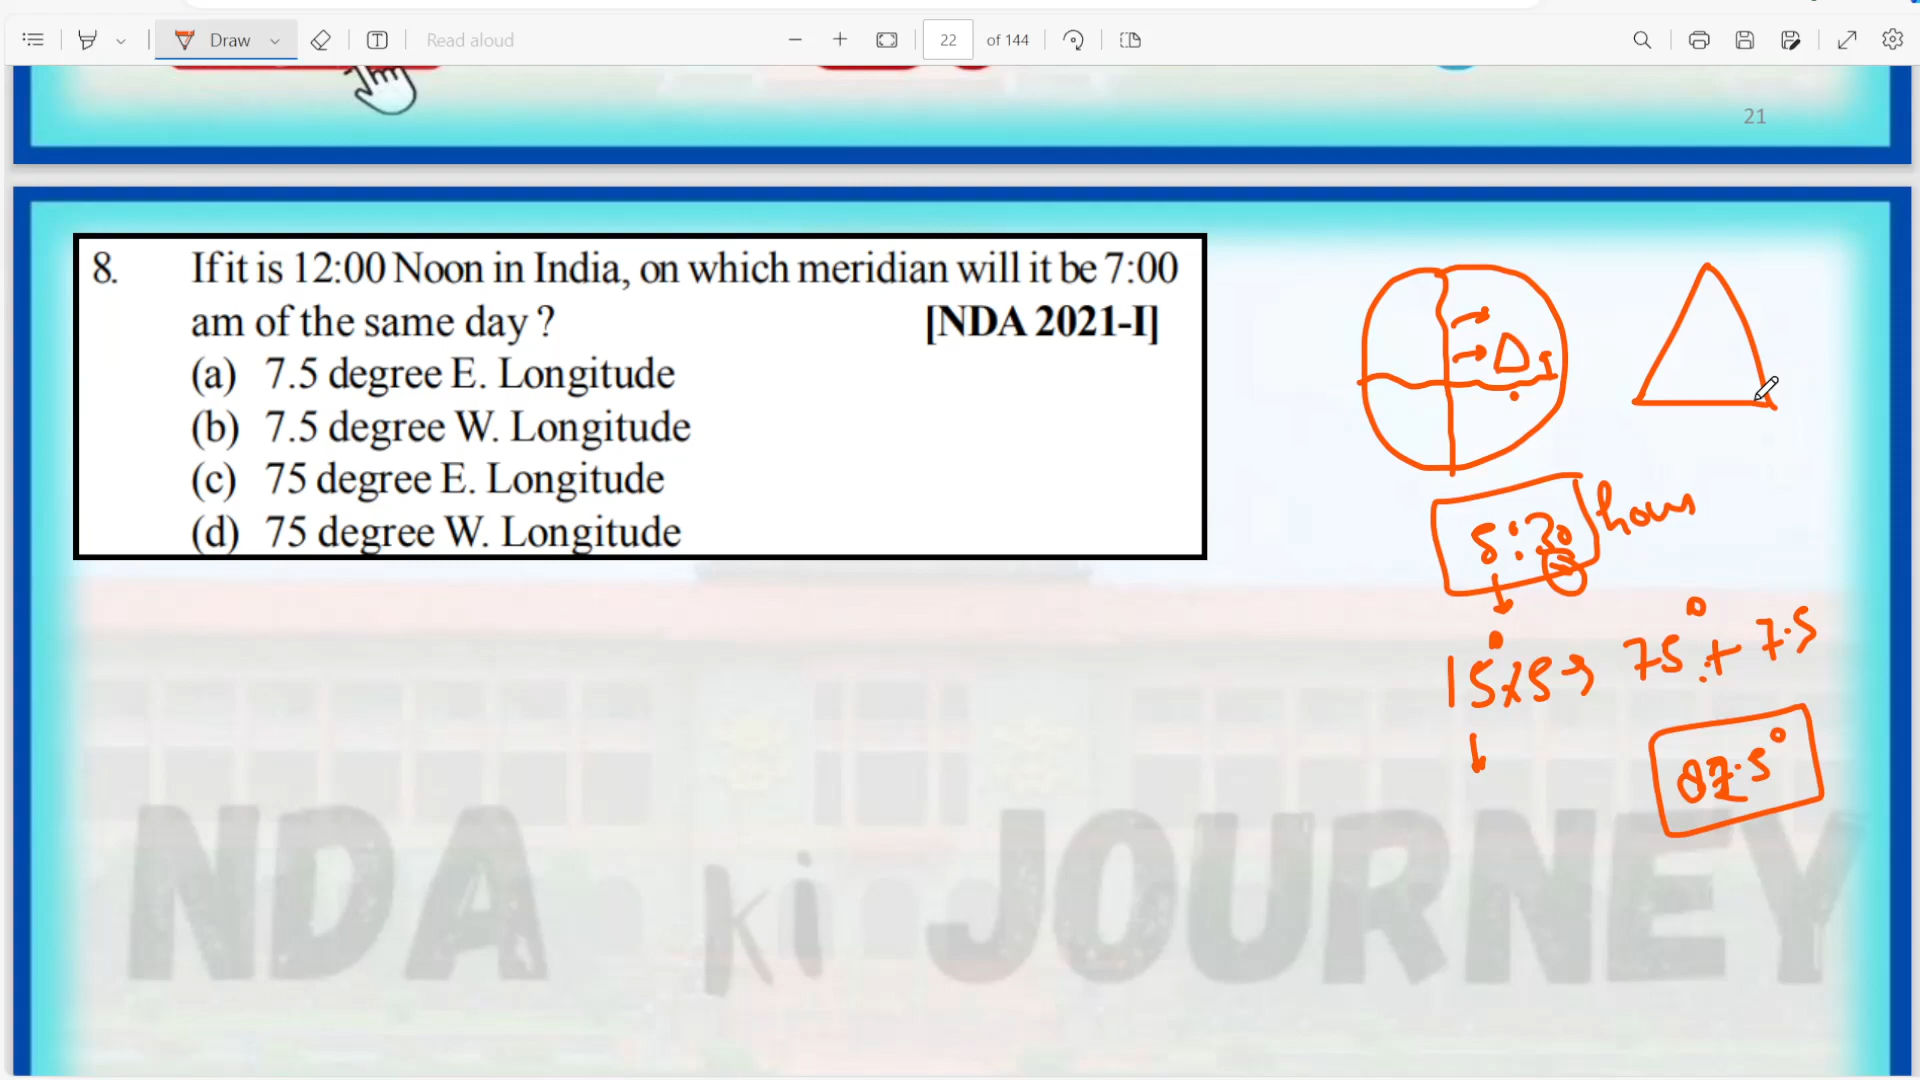 Draw
Read aloud
22 of 144
21
8. If it is 12:00 Noon in India, on which meridian will it be 7:00
am of the same day ? [NDA 2021-I]
(a) 7.5 degree E. Longitude
(b) 7.5 degree W. Longitude
(c) 75 degree E. Longitude
(d) 75 degree W. Longitude
I
5:30 hours
15°x5→ 75° + 7.5
82.5°
NDA ki JOURNEY